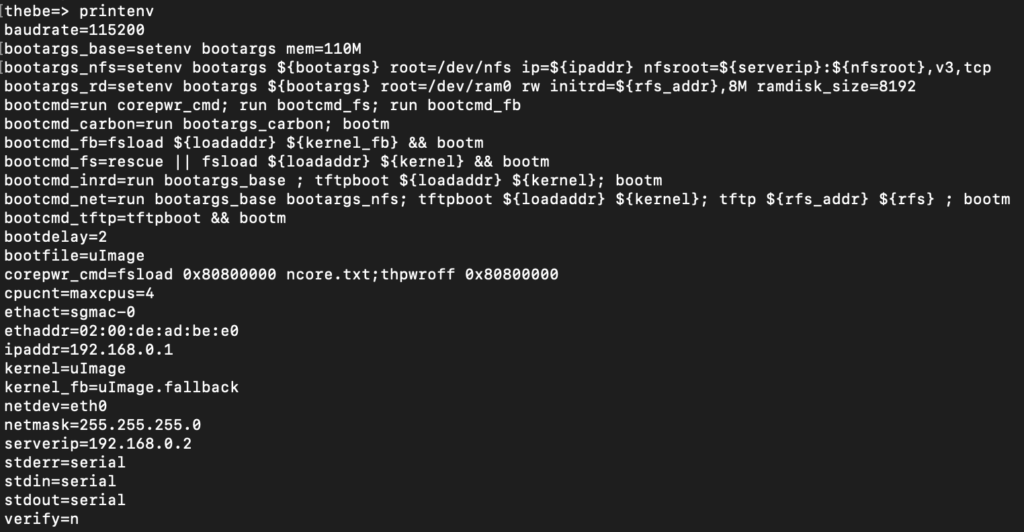 [thebe=> printenv
baudrate=115200
[bootargs_base=setenv bootargs mem=110M
[bootargs_nfs=setenv bootargs ${bootargs} root=/dev/nfs ip=${ipaddr} nfsroot=${serverip}:${nfsroot},v3,tcp
bootargs_rd=setenv bootargs ${bootargs} root=/dev/ram0 rw initrd=${rfs_addr},8M ramdisk_size=8192
bootcmd=run corepwr_cmd; run bootcmd_fs; run bootcmd_fb
bootcmd_carbon=run bootargs_carbon; bootm
bootcmd_fb=fsload ${loadaddr} ${kernel_fb} && bootm
bootcmd_fs=rescue || fsload ${loadaddr} ${kernel} && bootm
bootcmd_inrd=run bootargs_base ; tftpboot ${loadaddr} ${kernel}; bootm
bootcmd_net=run bootargs_base bootargs_nfs; tftpboot ${loadaddr} ${kernel}; tftp ${rfs_addr} ${rfs} ; bootm
bootcmd_tftp=tftpboot && bootm
bootdelay=2
bootfile=uImage
corepwr_cmd=fsload 0x80800000 ncore.txt;thpwroff 0x80800000
cpucnt=maxcpus=4
ethact=sgmac-0
ethaddr=02:00:de:ad:be:e0
ipaddr=192.168.0.1
kernel=uImage
kernel_fb=uImage.fallback
netdev=eth0
netmask=255.255.255.0
serverip=192.168.0.2
stderr=serial
stdin=serial
stdout=serial
verify=n